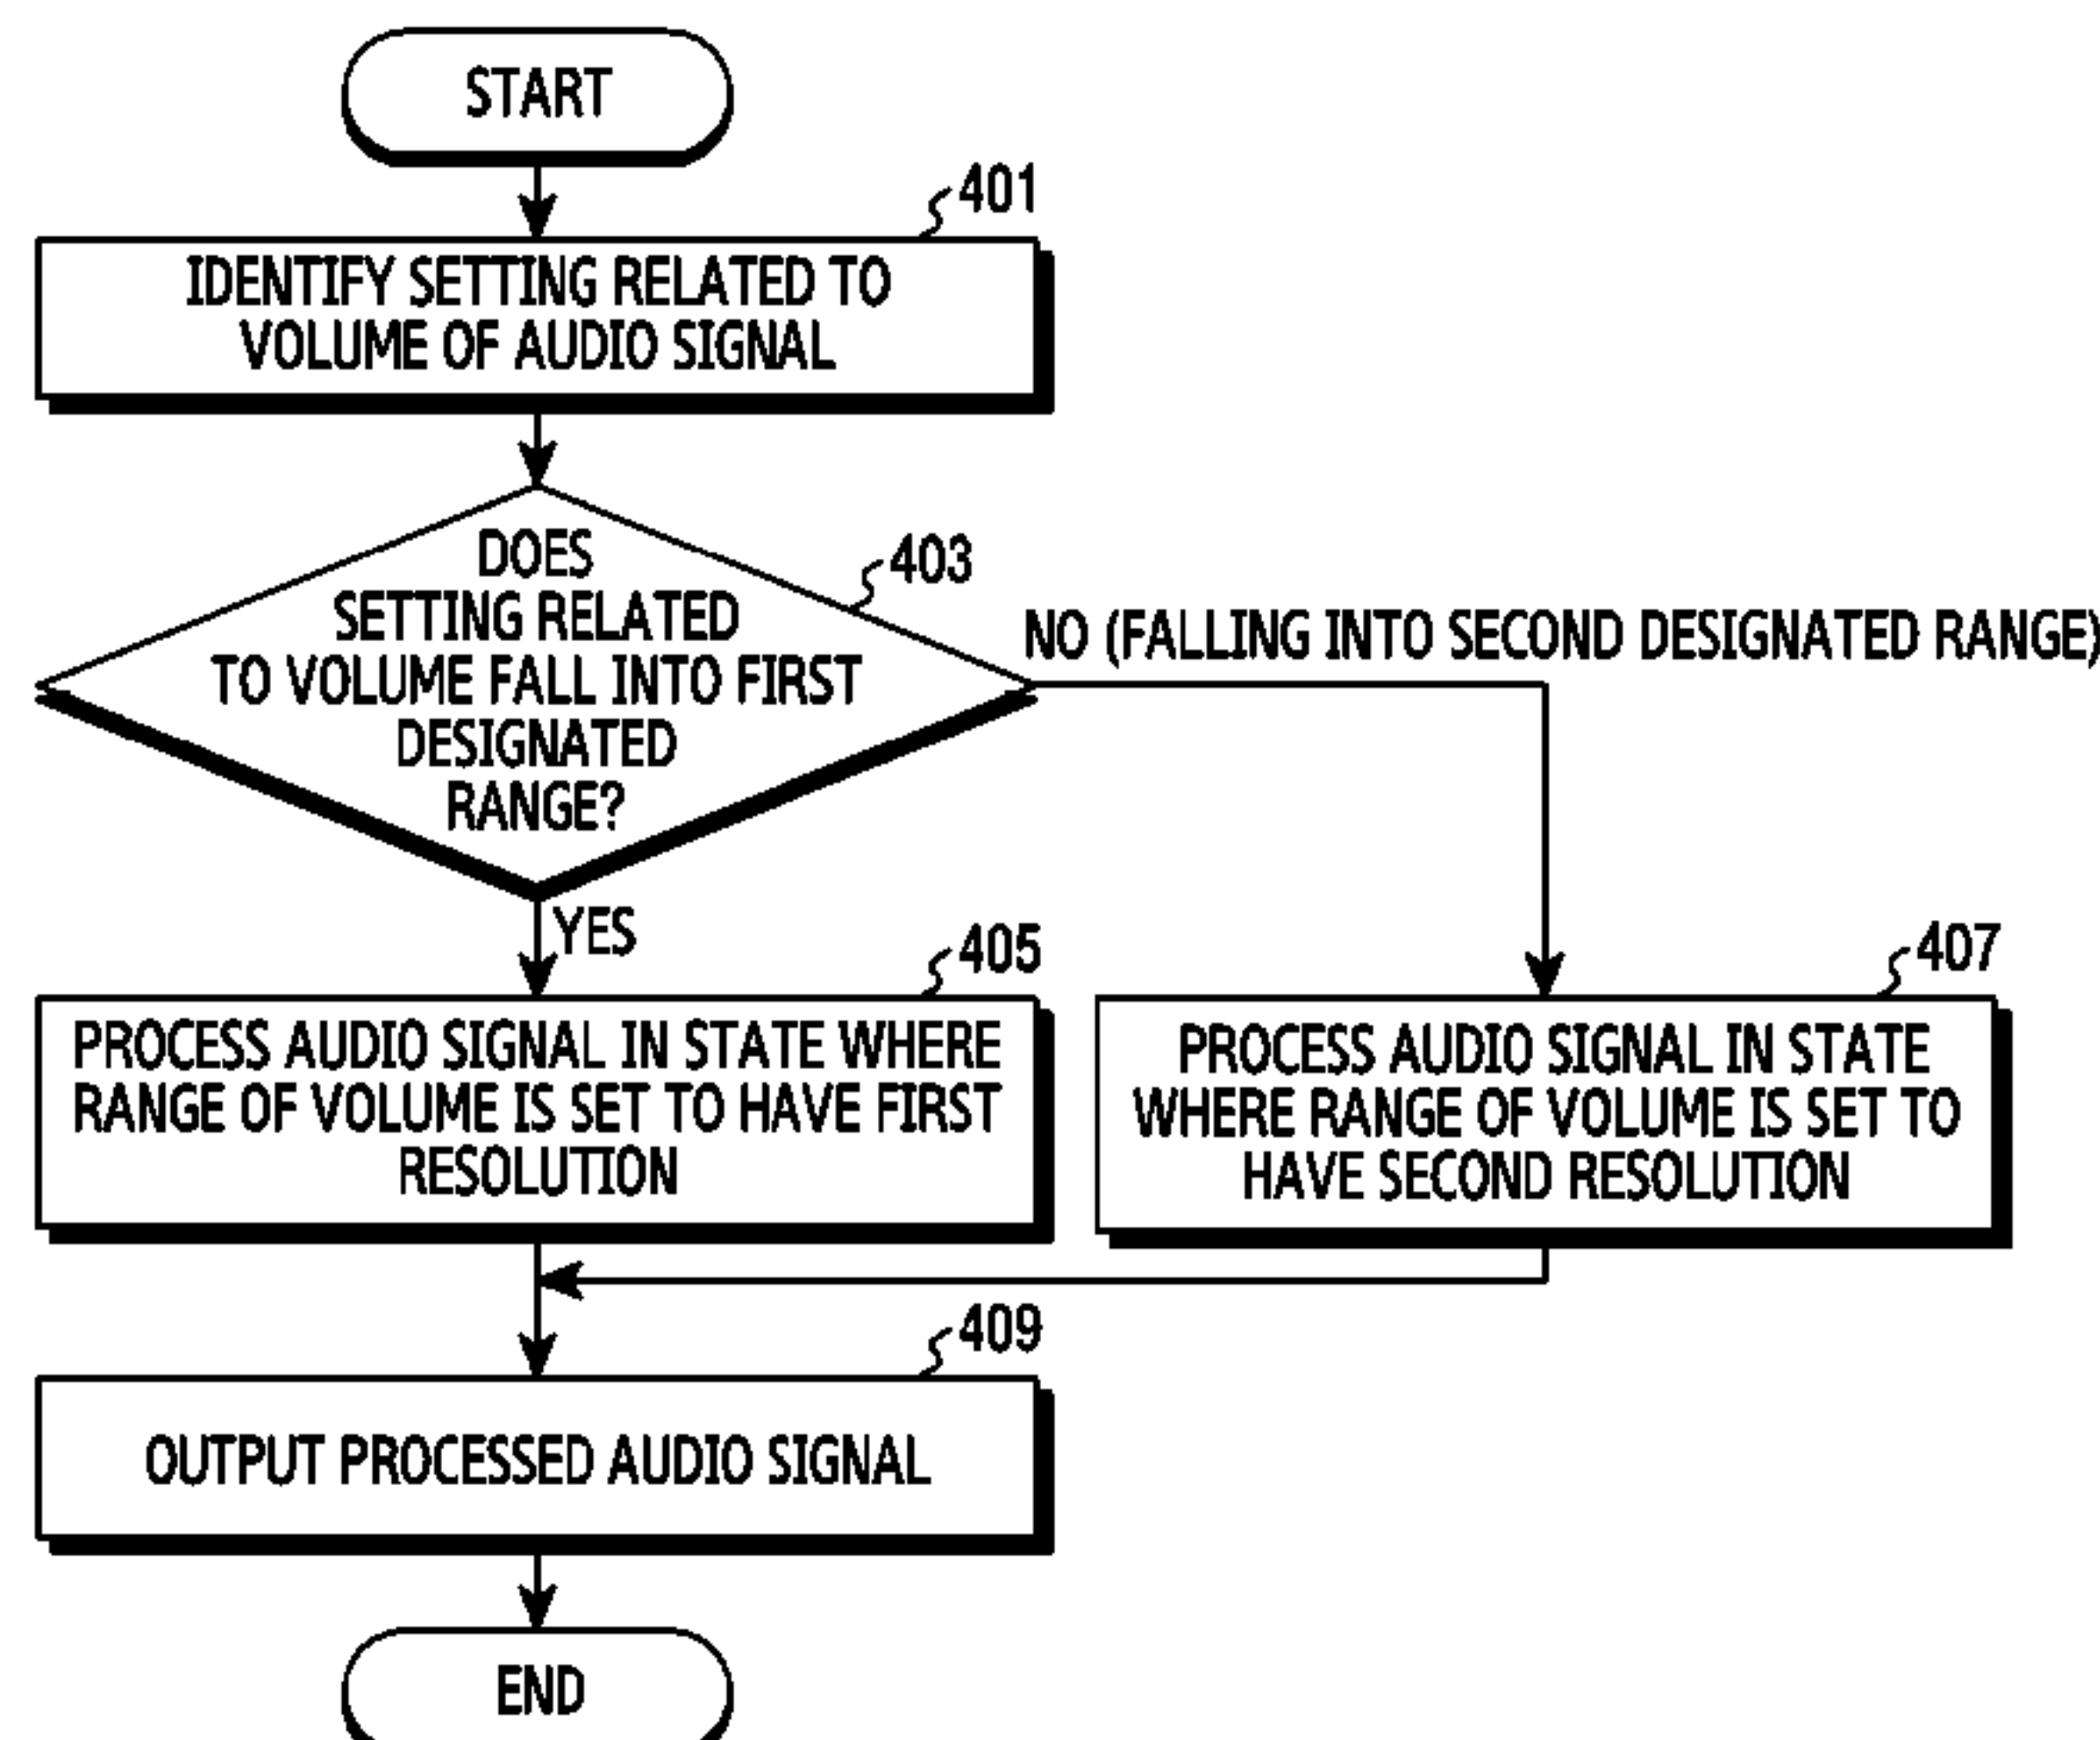 START
401
IDENTIFY SETTING RELATED TO
VOLUME OF AUDIO SIGNAL
403
DOES
SETTING RELATED
TO VOLUME FALL INTO FIRST
DESIGNATED
RANGE?
NO (FALLING INTO SECOND DESIGNATED RANGE)
YES
405
PROCESS AUDIO SIGNAL IN STATE WHERE
RANGE OF VOLUME IS SET TO HAVE FIRST
RESOLUTION
407
PROCESS AUDIO SIGNAL IN STATE
WHERE RANGE OF VOLUME IS SET TO
HAVE SECOND RESOLUTION
409
OUTPUT PROCESSED AUDIO SIGNAL
END